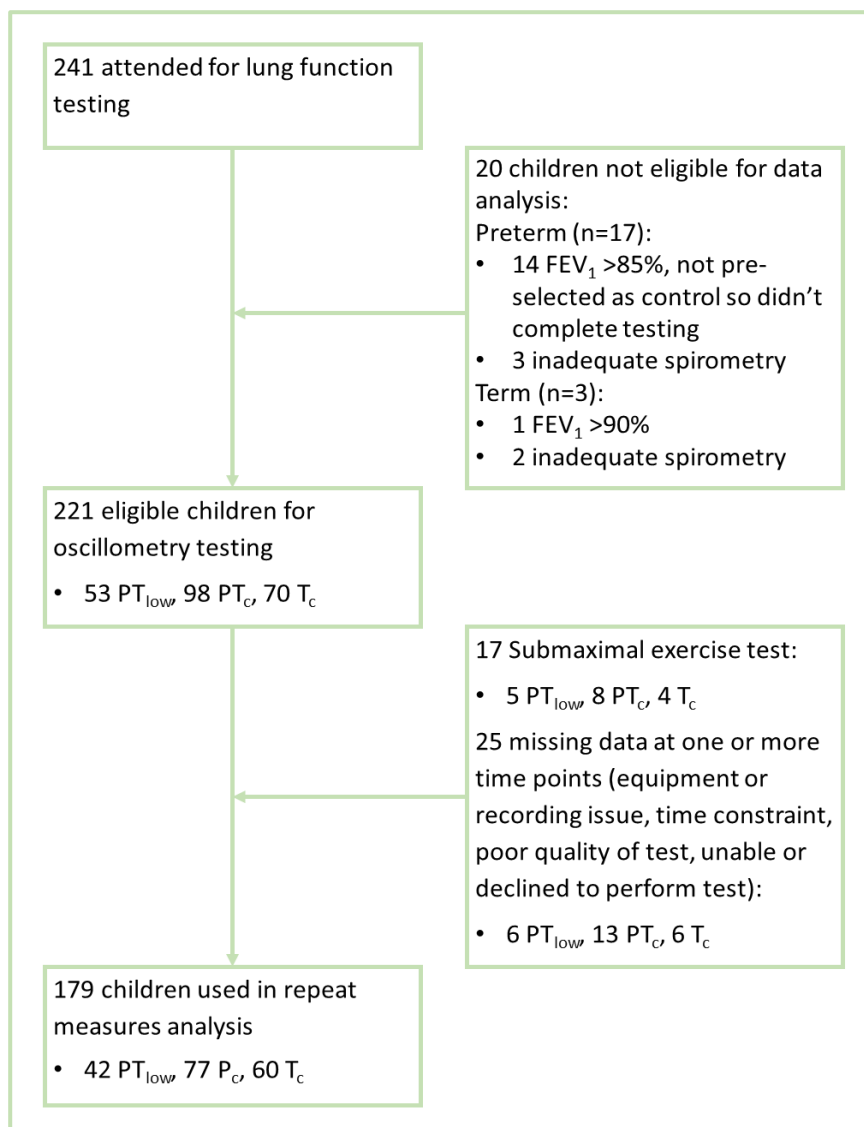 241 attended for lung function
testing
20 children not eligible for data
analysis:
Preterm (n=17):
• 14 FEV₁ >85%, not pre-
selected as control so didn’t
complete testing
• 3 inadequate spirometry
Term (n=3):
• 1 FEV₁ >90%
• 2 inadequate spirometry
221 eligible children for
oscillometry testing
• 53 PTlow, 98 PTc, 70 Tc
17 Submaximal exercise test:
• 5 PTlow, 8 PTc, 4 Tc
25 missing data at one or more
time points (equipment or
recording issue, time constraint,
poor quality of test, unable or
declined to perform test):
• 6 PTlow, 13 PTc, 6 Tc
179 children used in repeat
measures analysis
• 42 PTlow, 77 Pc, 60 Tc